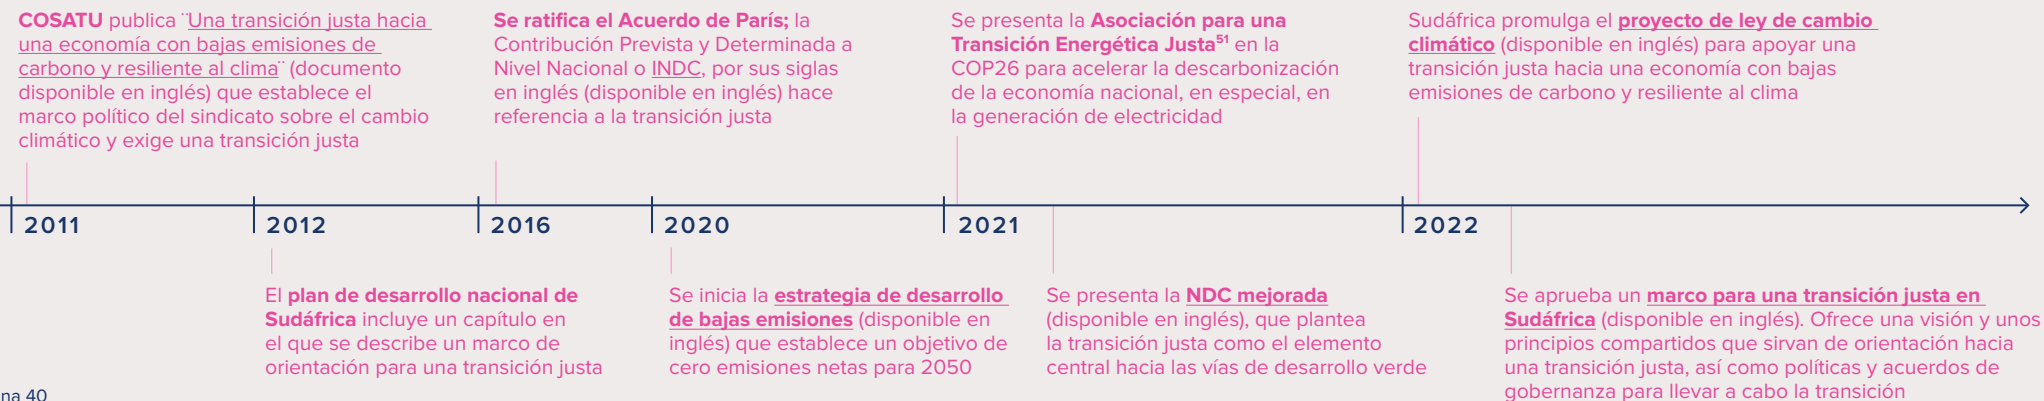 COSATU publica ¨Una transición justa hacia
una economía con bajas emisiones de
carbono y resiliente al clima¨ (documento
disponible en inglés) que establece el
marco político del sindicato sobre el cambio
climático y exige una transición justa
Se ratifica el Acuerdo de París; la
Contribución Prevista y Determinada a
Nivel Nacional o INDC, por sus siglas
en inglés (disponible en inglés) hace
referencia a la transición justa
Se presenta la Asociación para una
Transición Energética Justa⁵¹ en la
COP26 para acelerar la descarbonización
de la economía nacional, en especial, en
la generación de electricidad
Sudáfrica promulga el proyecto de ley de cambio
climático (disponible en inglés) para apoyar una
transición justa hacia una economía con bajas
emisiones de carbono y resiliente al clima
2011
2012
2016
2020
2021
2022
El plan de desarrollo nacional de
Sudáfrica incluye un capítulo en
el que se describe un marco de
orientación para una transición justa
Se inicia la estrategia de desarrollo
de bajas emisiones (disponible en
inglés) que establece un objetivo de
cero emisiones netas para 2050
Se presenta la NDC mejorada
(disponible en inglés), que plantea
la transición justa como el elemento
central hacia las vías de desarrollo verde
Se aprueba un marco para una transición justa en
Sudáfrica (disponible en inglés). Ofrece una visión y unos
principios compartidos que sirvan de orientación hacia
una transición justa, así como políticas y acuerdos de
gobernanza para llevar a cabo la transición
na 40